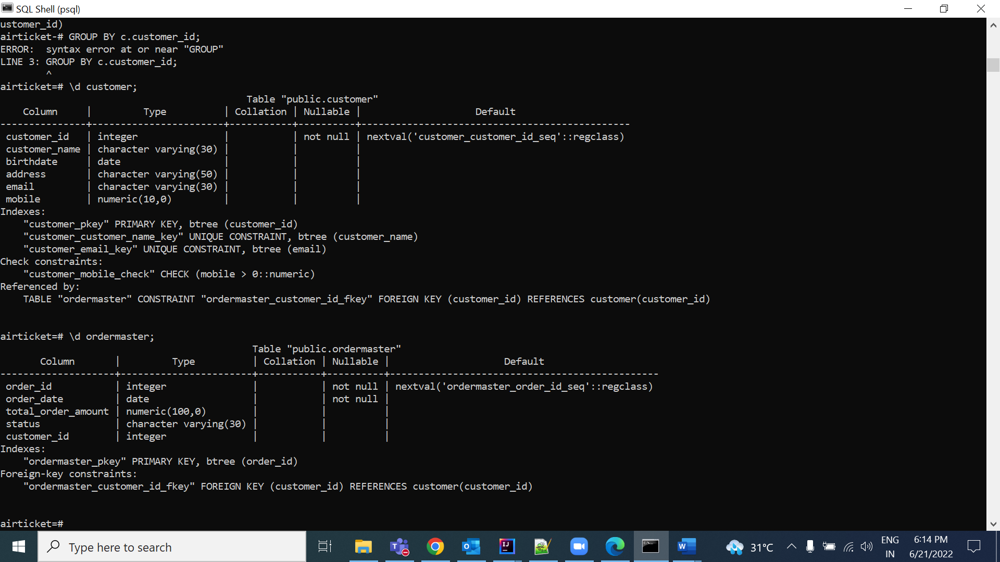 SQL Shell (psql)
ustomer_id)
airticket-# GROUP BY c.customer_id;
ERROR:  syntax error at or near "GROUP"
LINE 3: GROUP BY c.customer_id;
        ^
airticket=# \d customer;
                                           Table "public.customer"
    Column     |         Type          | Collation | Nullable |                    Default
---------------+-----------------------+-----------+----------+-----------------------------------------------
 customer_id   | integer               |           | not null | nextval('customer_customer_id_seq'::regclass)
 customer_name | character varying(30) |           |          |
 birthdate     | date                  |           |          |
 address       | character varying(50) |           |          |
 email         | character varying(30) |           |          |
 mobile        | numeric(10,0)         |           |          |
Indexes:
    "customer_pkey" PRIMARY KEY, btree (customer_id)
    "customer_customer_name_key" UNIQUE CONSTRAINT, btree (customer_name)
    "customer_email_key" UNIQUE CONSTRAINT, btree (email)
Check constraints:
    "customer_mobile_check" CHECK (mobile > 0::numeric)
Referenced by:
    TABLE "ordermaster" CONSTRAINT "ordermaster_customer_id_fkey" FOREIGN KEY (customer_id) REFERENCES customer(customer_id)
airticket=# \d ordermaster;
                                            Table "public.ordermaster"
       Column       |         Type          | Collation | Nullable |                    Default
--------------------+-----------------------+-----------+----------+-----------------------------------------------
 order_id           | integer               |           | not null | nextval('ordermaster_order_id_seq'::regclass)
 order_date         | date                  |           | not null |
 total_order_amount | numeric(100,0)        |           |          |
 status             | character varying(30) |           |          |
 customer_id        | integer               |           |          |
Indexes:
    "ordermaster_pkey" PRIMARY KEY, btree (order_id)
Foreign-key constraints:
    "ordermaster_customer_id_fkey" FOREIGN KEY (customer_id) REFERENCES customer(customer_id)
airticket=#
Type here to search
31°C
ENG
IN
6:14 PM
6/21/2022